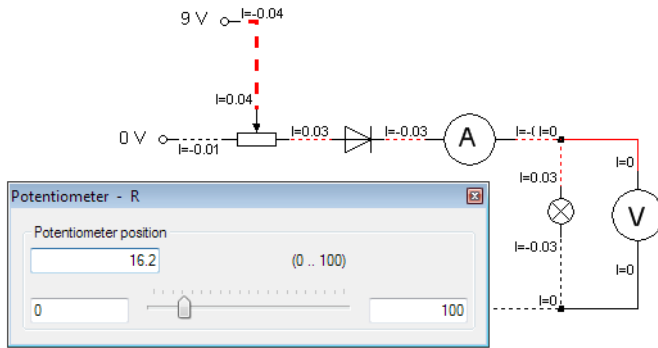 9 V I=-0.04
I=0.04
0 V I=-0.01 I=0.03 I=-0.03 A I=-( I=0
I=0.03 I=0
V
I=-0.03 I=0
I=0
Potentiometer - R
Potentiometer position
16.2 (0 .. 100)
0 100